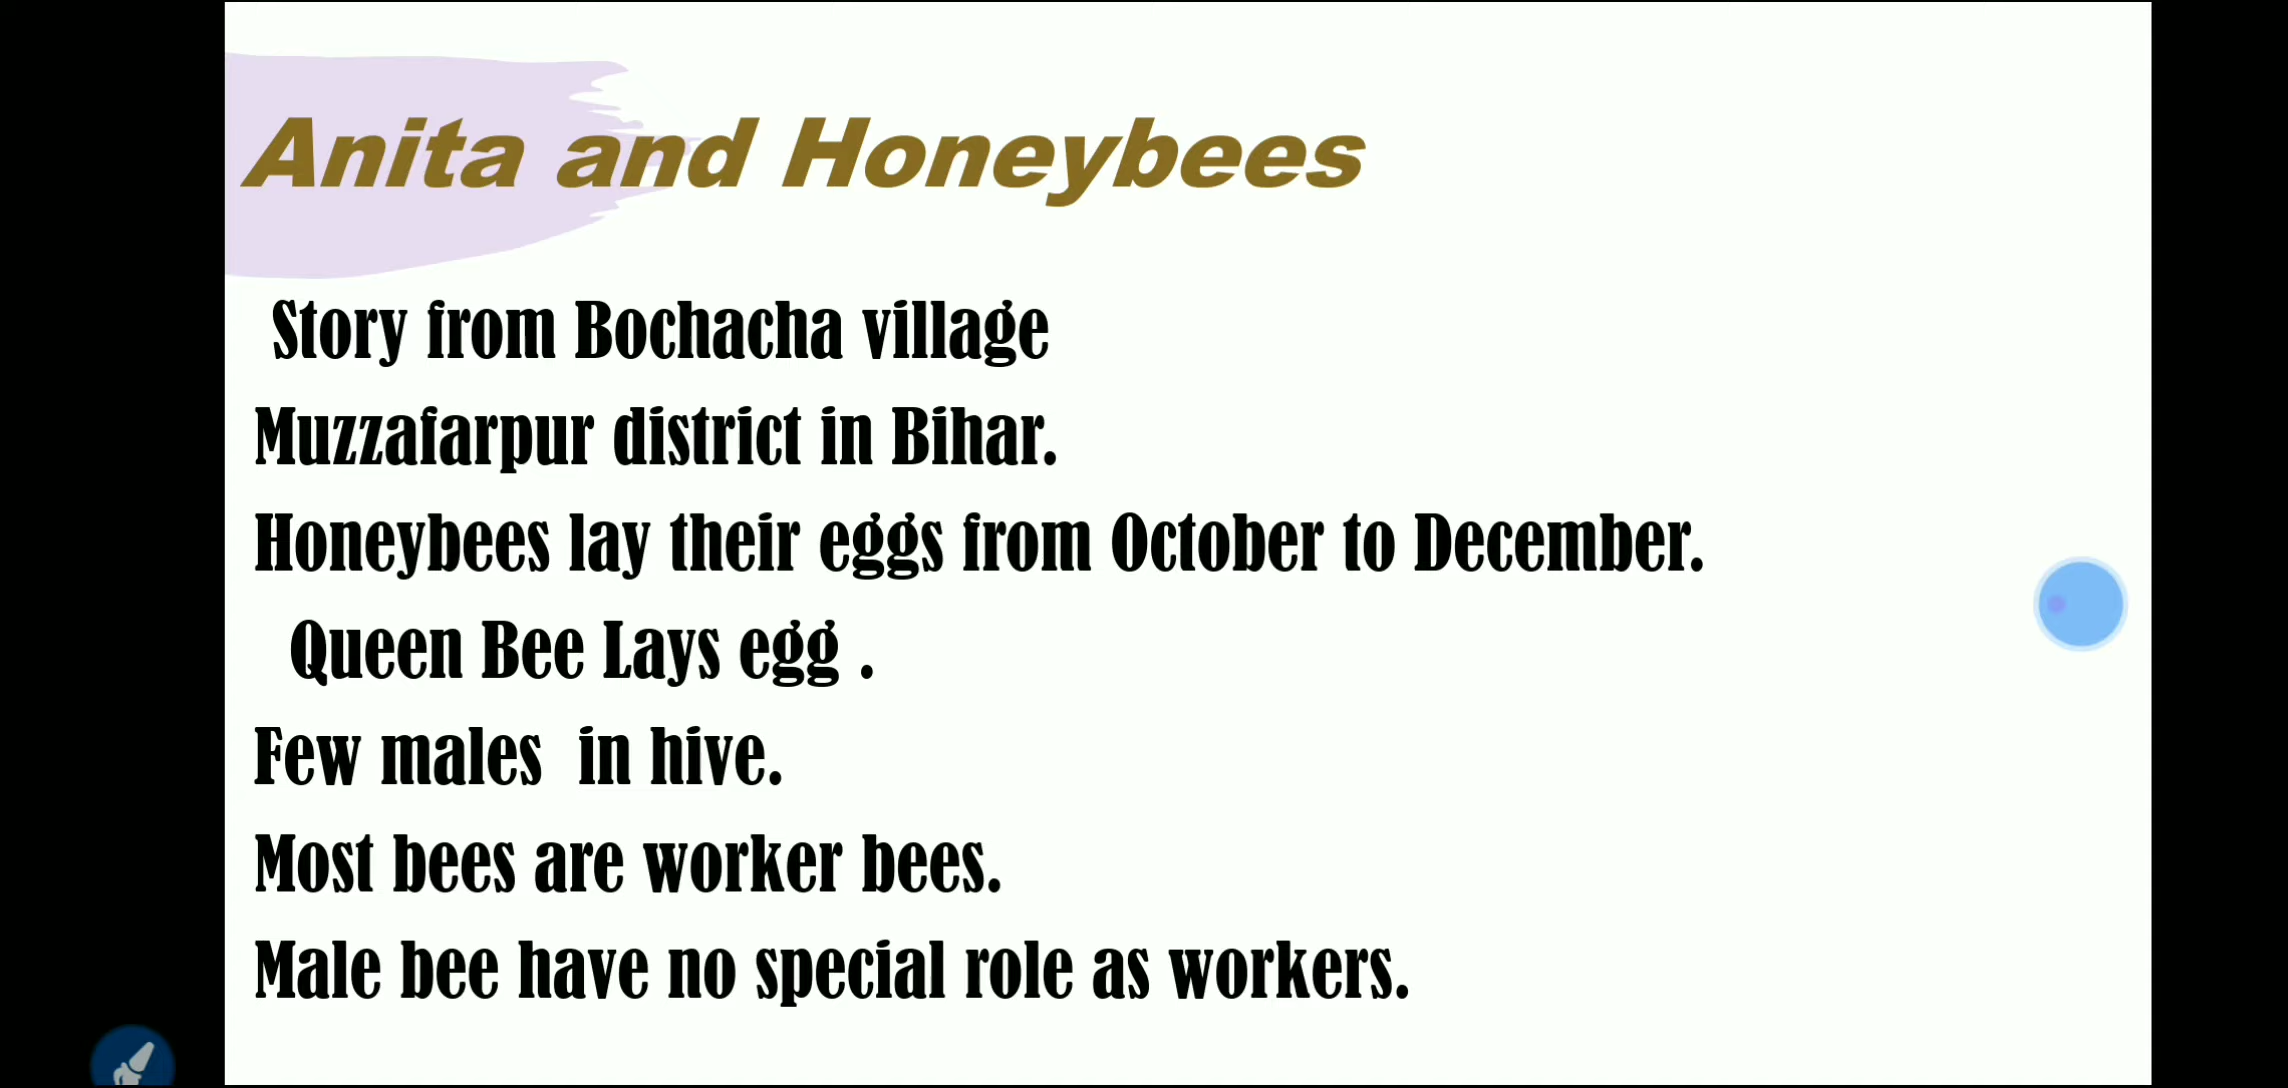 Anita and Honeybees
Story from Bochacha village
Muzzafarpur district in Bihar.
Honeybees lay their eggs from October to December.
Queen Bee Lays egg .
Few males in hive.
Most bees are worker bees.
Male bee have no special role as workers.